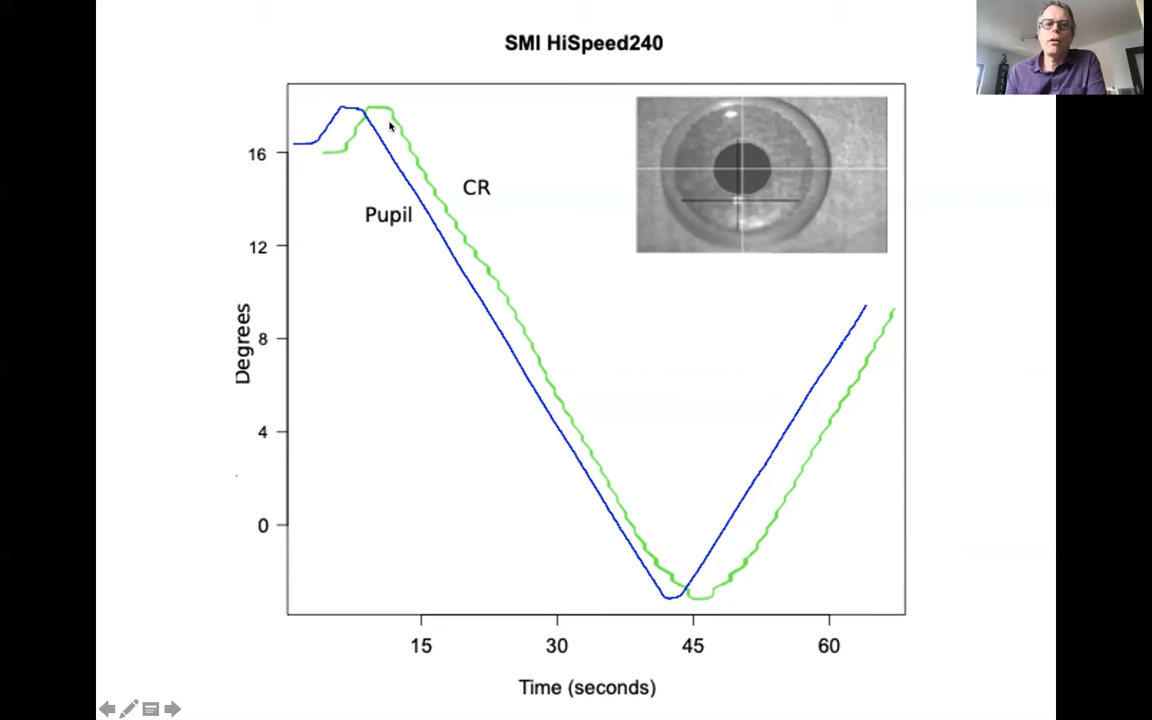 SMI HiSpeed240
16
12
8
4
0
Degrees
CR
Pupil
15 30 45 60
Time (seconds)